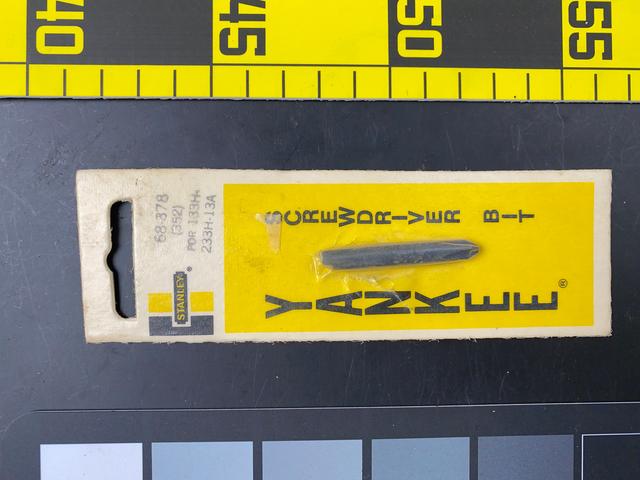 40
45
50
55
68-378
(352)
FOR 133H-
233H-13A
STANLEY
SCREWDRIVER BIT
YANKEE®